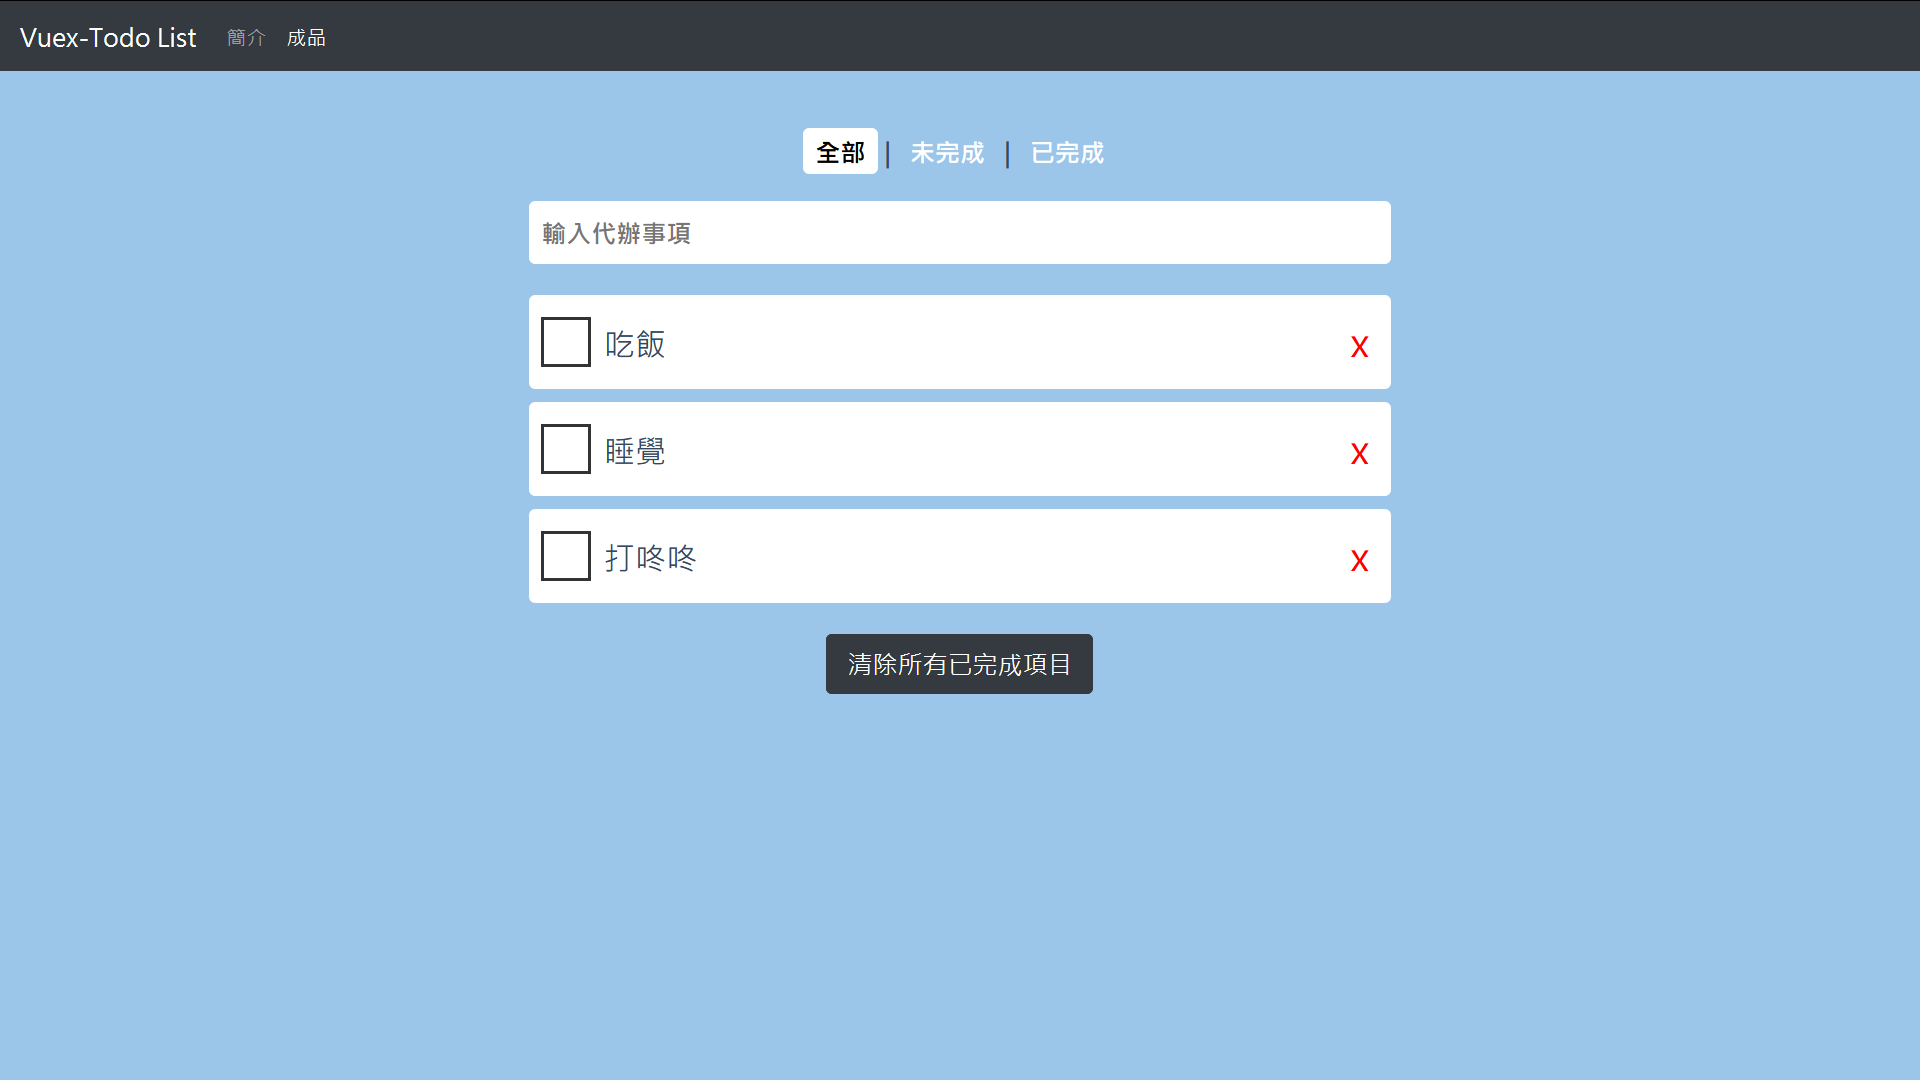 Vuex-Todo List 簡介 成品
全部 | 未完成 | 已完成
輸入代辦事項
吃飯 X
睡覺 X
打咚咚 X
清除所有已完成項目